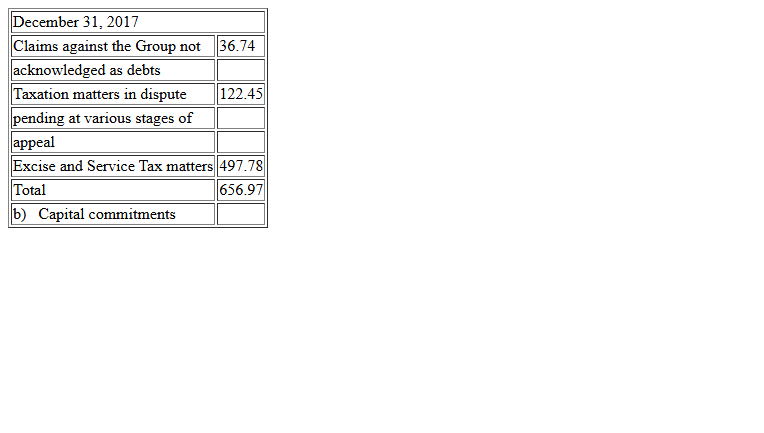 December 31, 2017
Claims against the Group not 36.74
acknowledged as debts
Taxation matters in dispute 122.45
pending at various stages of
appeal
Excise and Service Tax matters 497.78
Total 656.97
b) Capital commitments